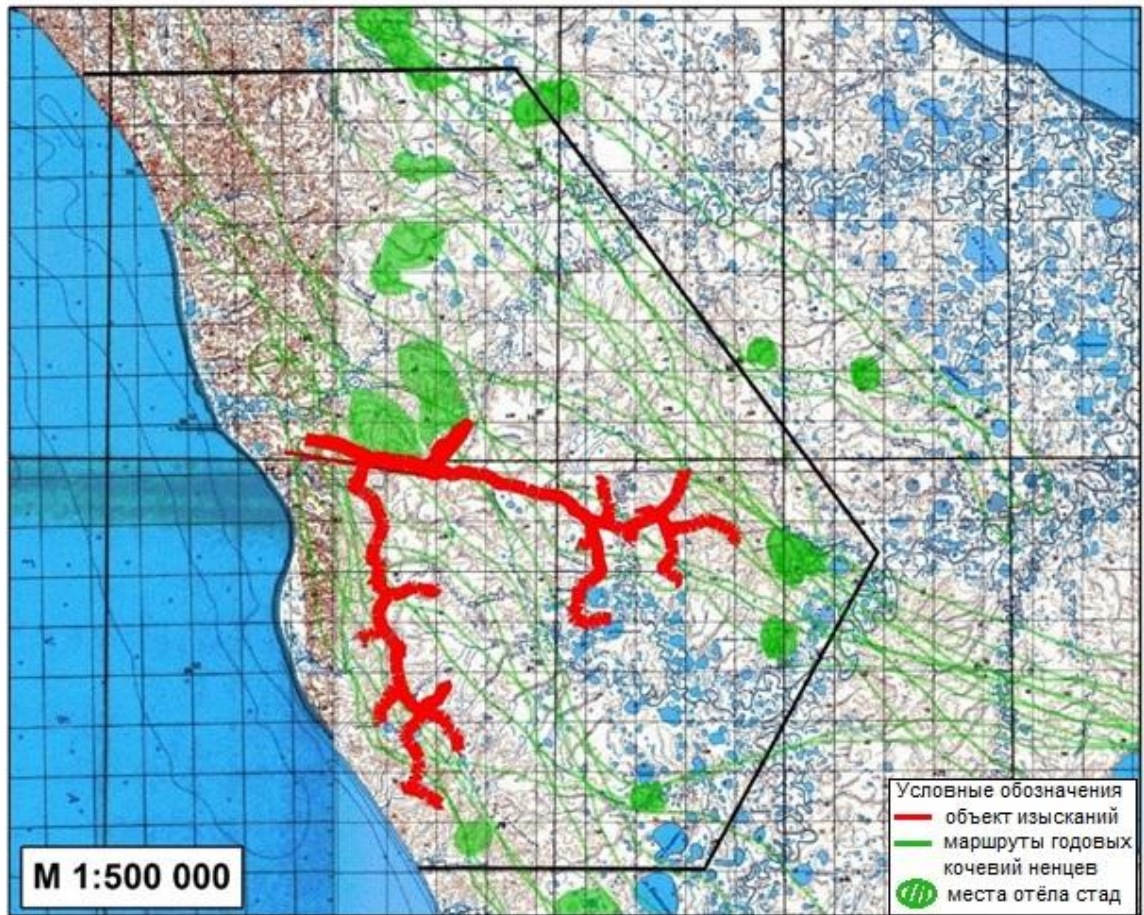 М 1:500 000
Условные обозначения
объект изысканий
маршруты годовых
кочевий ненцев
места отёла стад